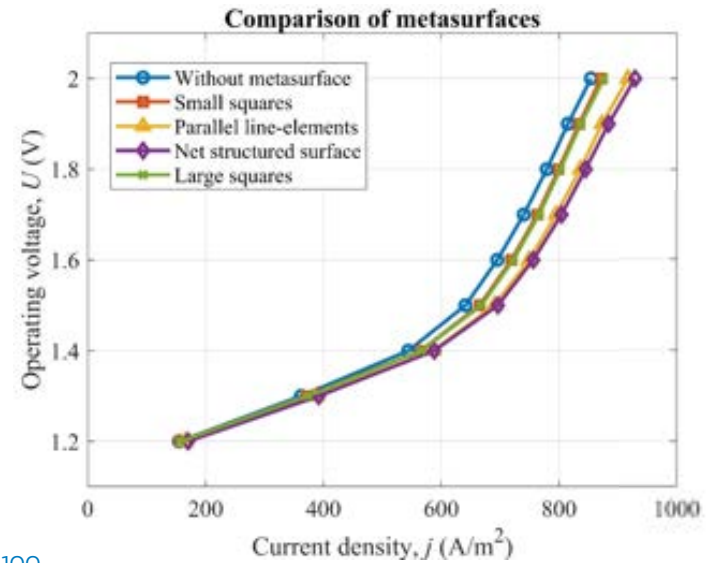 Comparison of metasurfaces
Without metasurface
Small squares
Parallel line-elements
Net structured surface
Large squares
Operating voltage, U (V)
2
1.8
1.6
1.4
1.2
0 200 400 600 800 1000
Current density, j (A/m²)